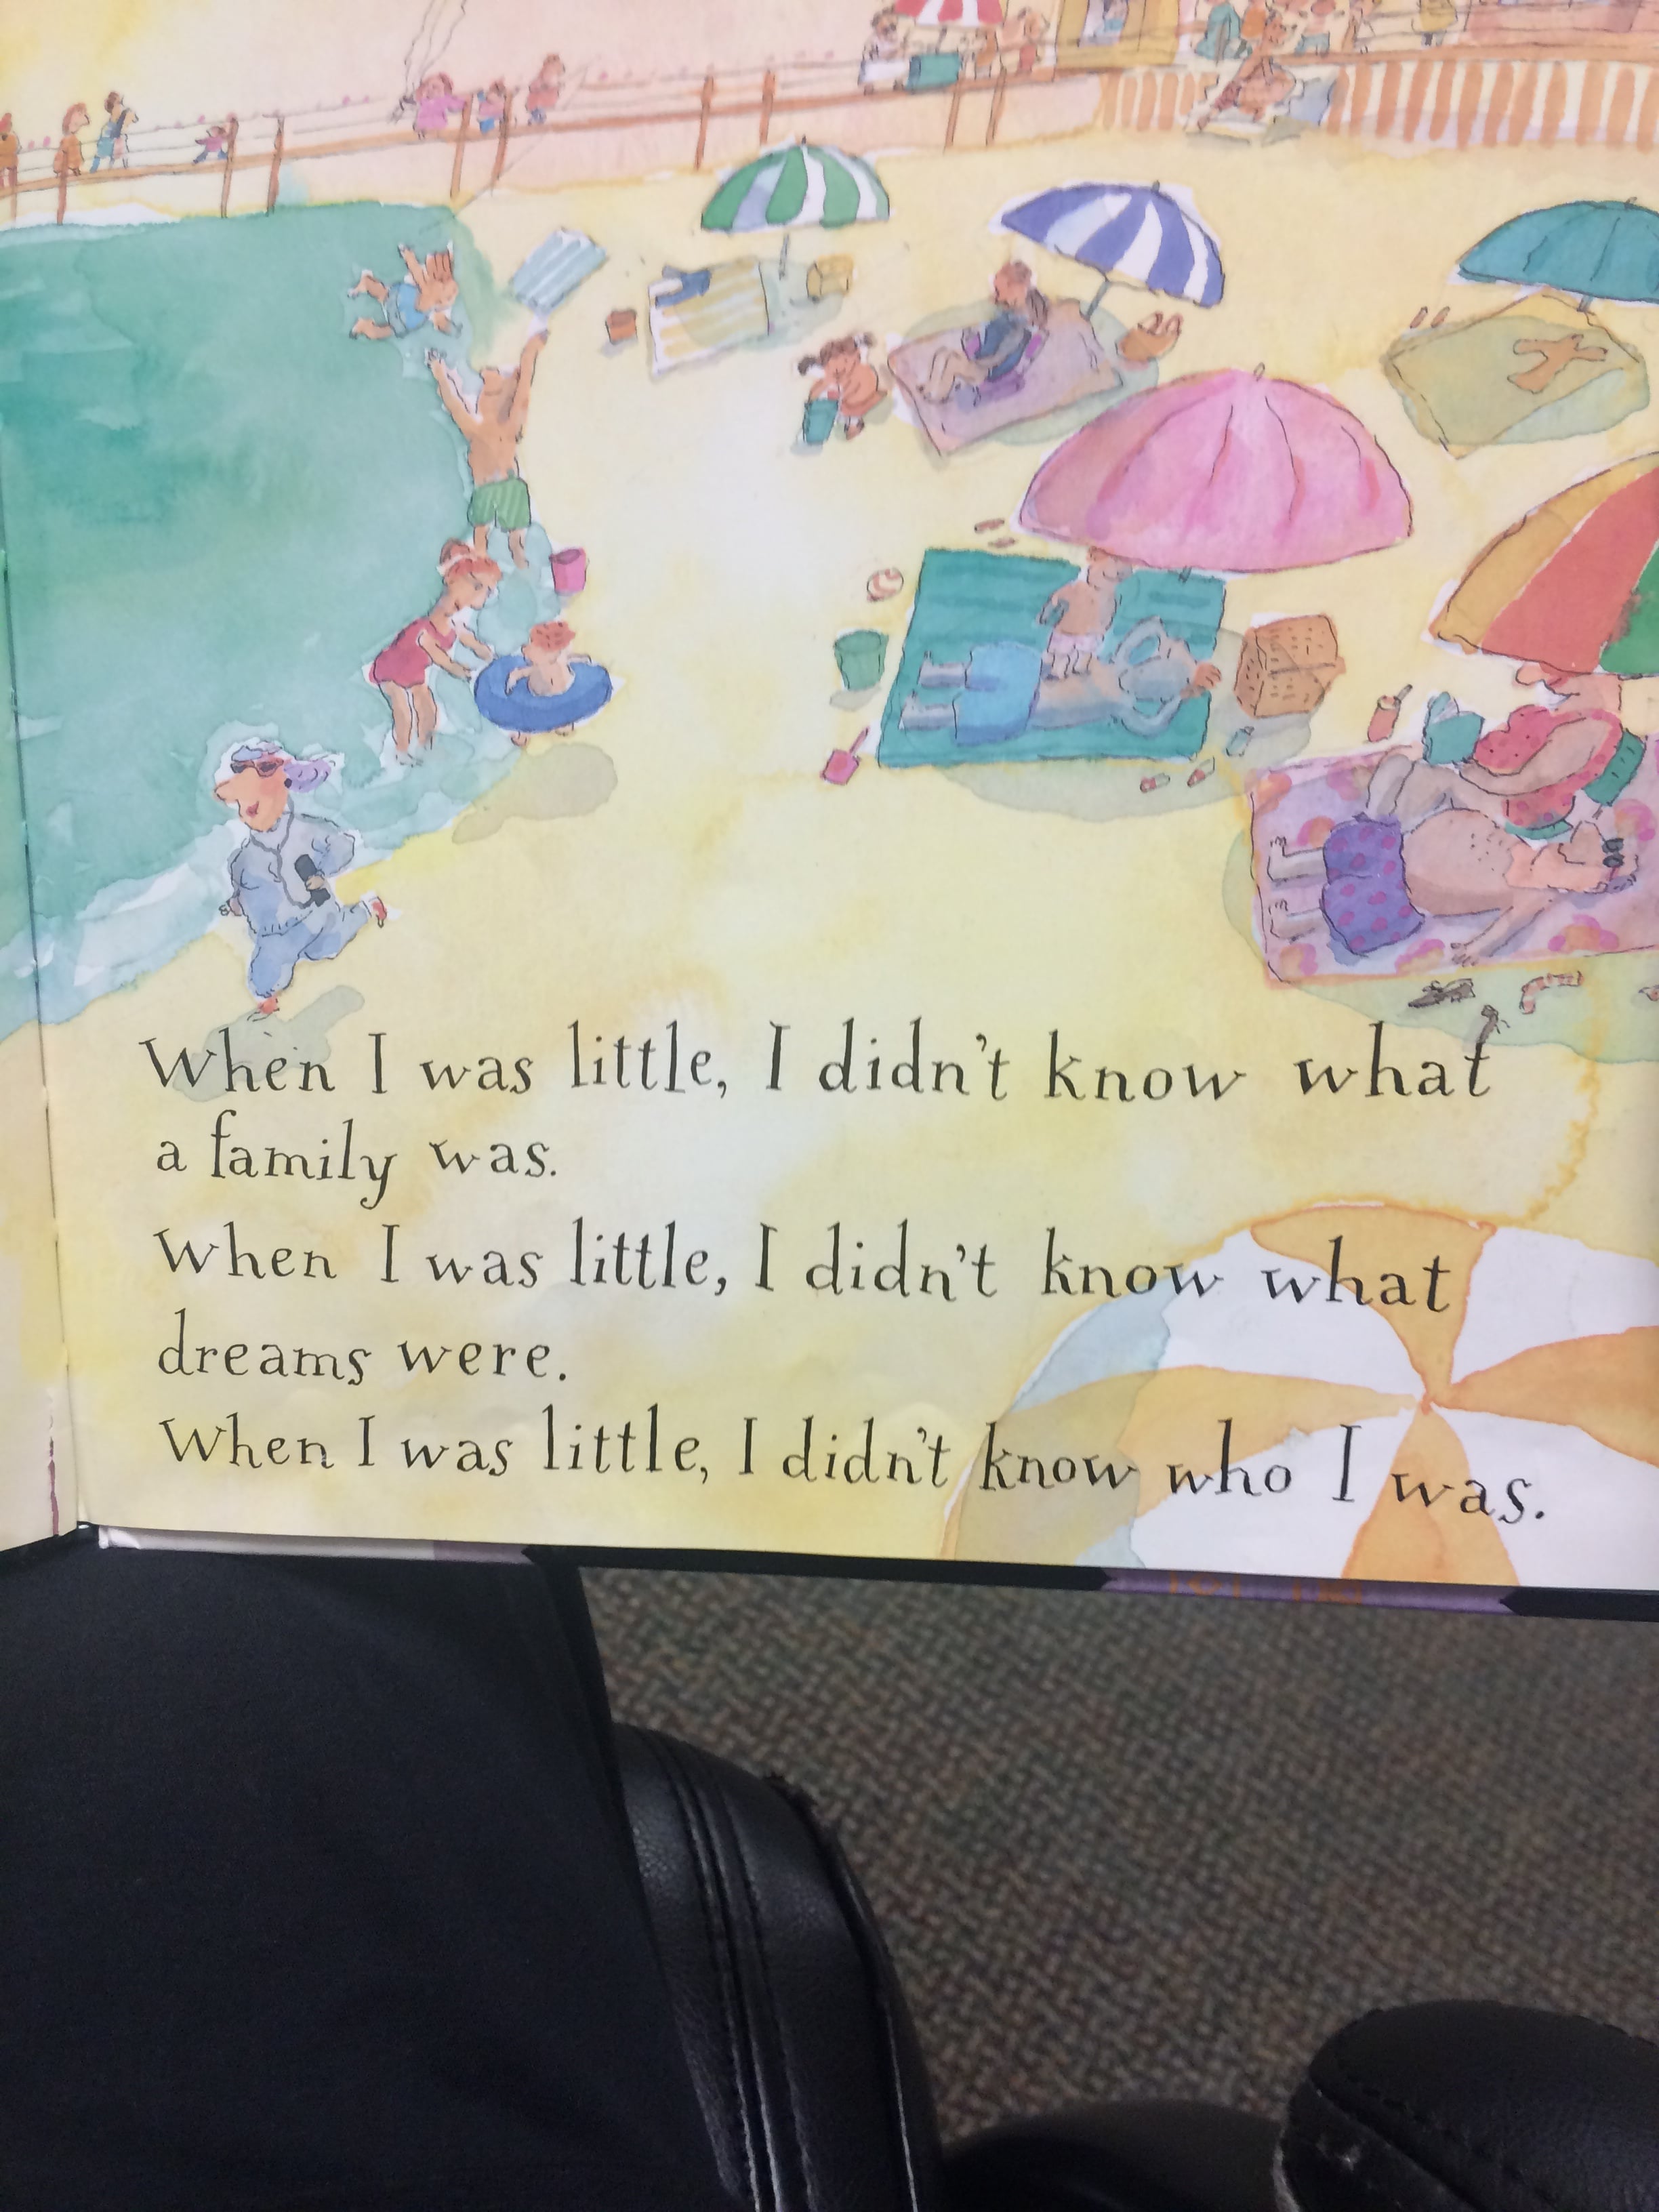 When I was little, I didn't know what
a family was.
When I was little, I didn't know what
dreams were.
When I was little, I didn't know who I was.